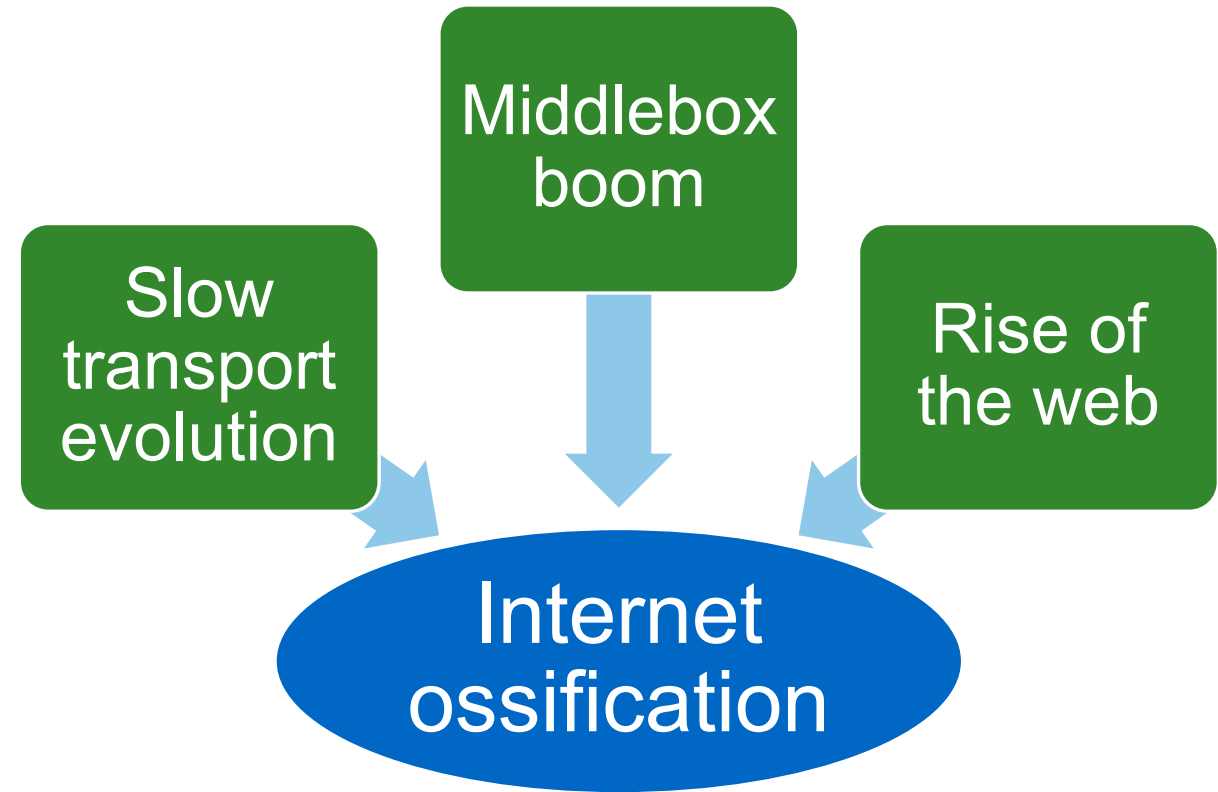 Middlebox
boom
Slow
transport
evolution
Rise of
the web
Internet
ossification